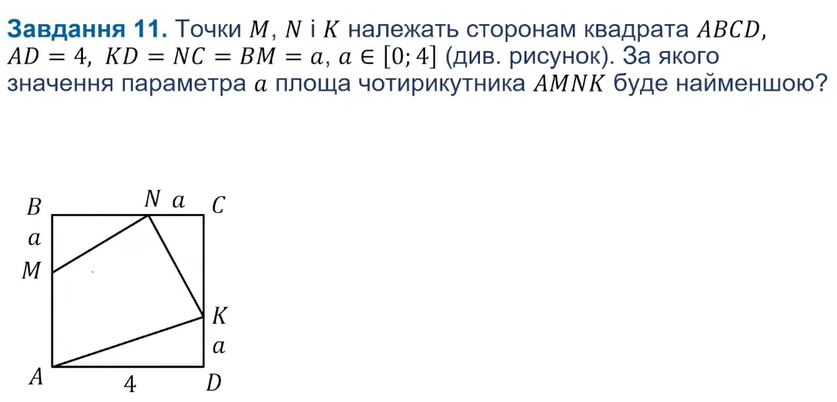 Завдання 11. Точки M, N і K належать сторонам квадрата ABCD,
AD = 4, KD = NC = BM = a, a ∈ [0; 4] (див. рисунок). За якого
значення параметра a площа чотирикутника AMNK буде найменшою?
B N a C
a
M
K
a
A 4 D